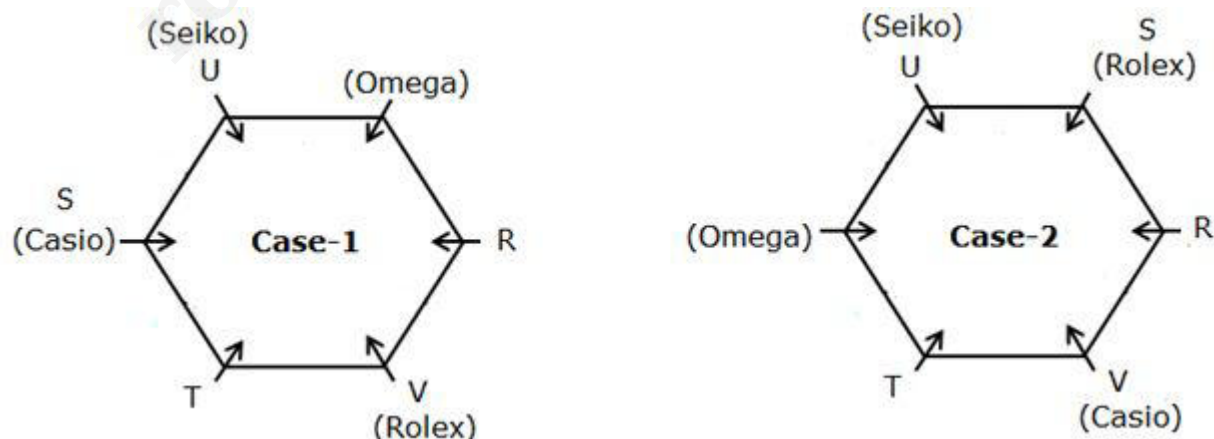 (Seiko)
U
(Omega)
S
(Casio)
Case-1
R
T
V
(Rolex)
(Seiko)
U
S
(Rolex)
(Omega)
Case-2
R
T
V
(Casio)